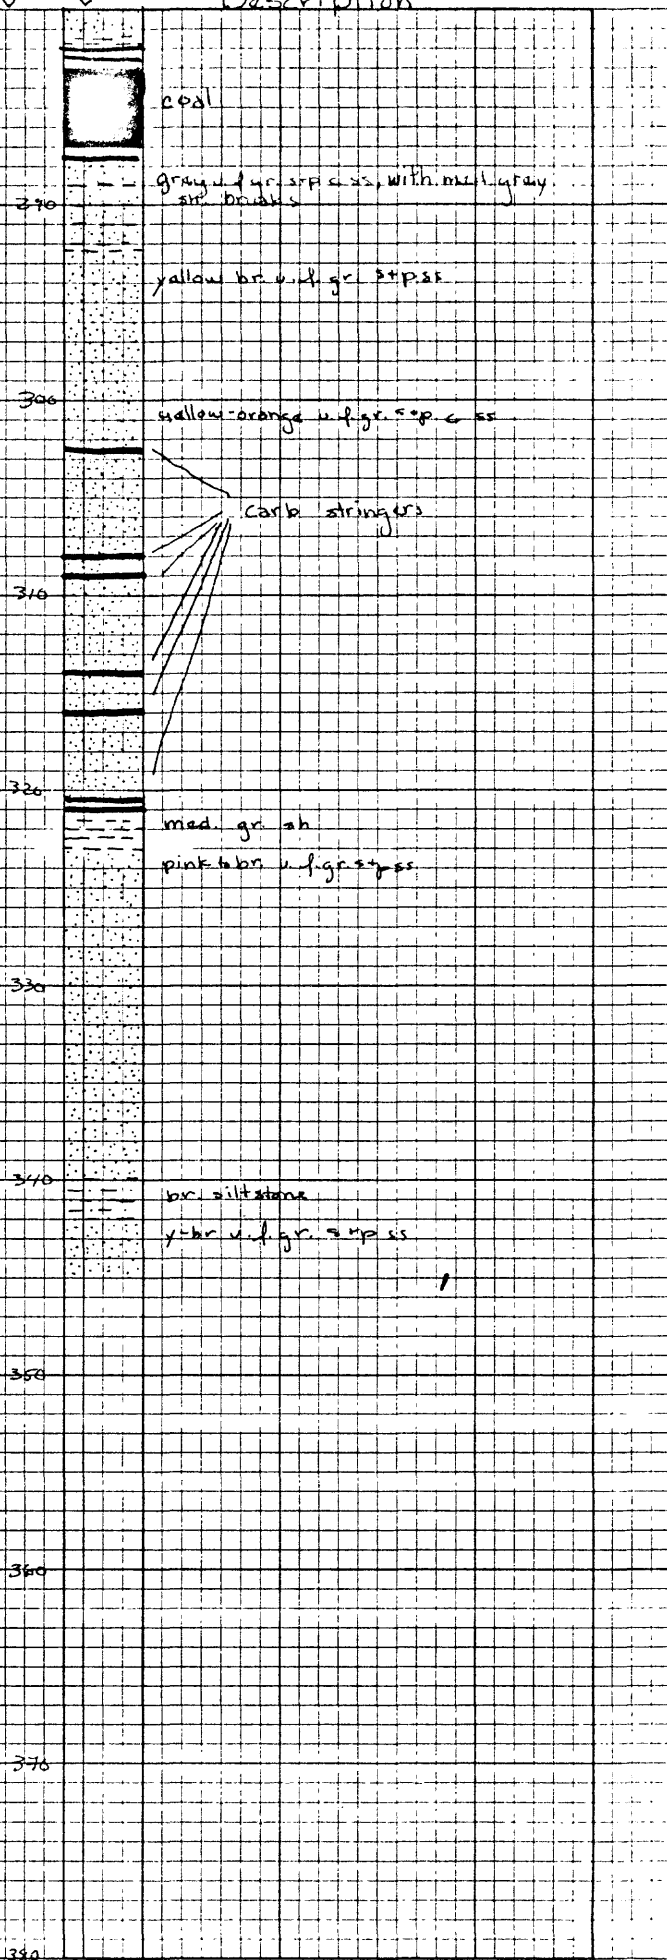 Description
coal
gray v.f.gr. s+p c ss, with med. gray
sh. breaks
290
yellow br. v.f.gr. s+p ss
300
yellow-orange v.f.gr. s+p c ss
carb stringers
310
320
med. gr. sh
pink to br. v.f.gr. s+p ss
330
340
br. siltstone
y-br v.f.gr. s+p ss
350
360
370
380